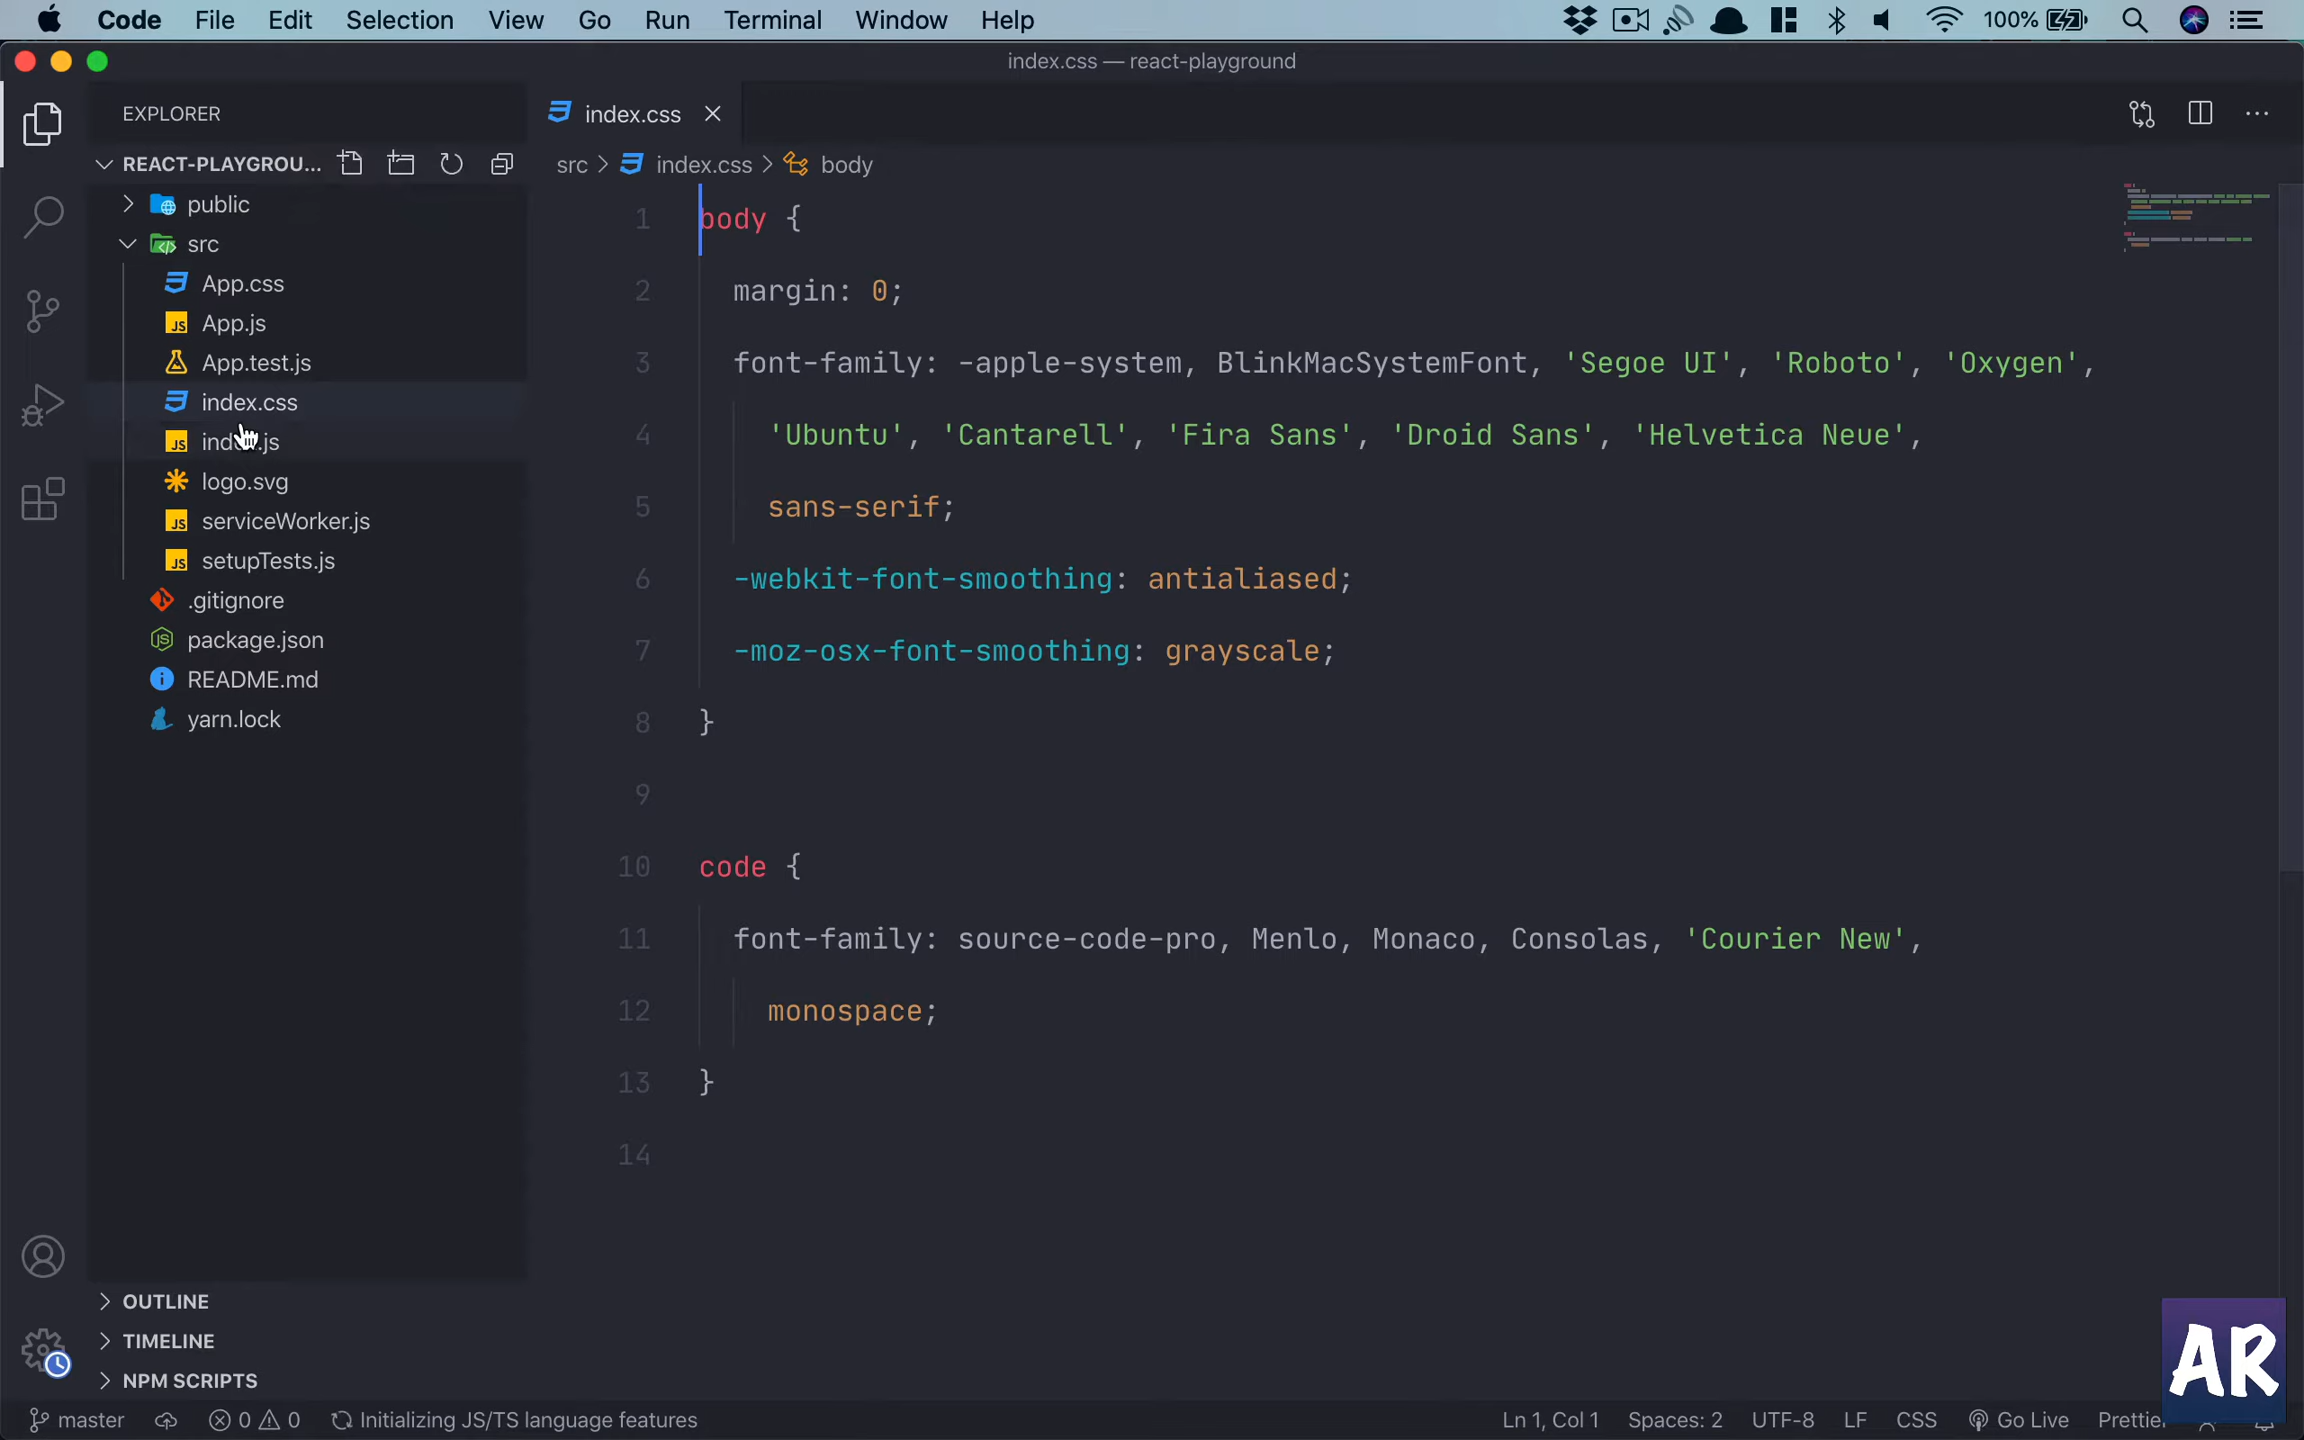 Code File Edit Selection View Go Run Terminal Window Help 100%
index.css — react-playground
EXPLORER
index.css
REACT-PLAYGROU...
src > index.css > body
public
src
App.css
App.js
App.test.js
index.css
index.js
logo.svg
serviceWorker.js
setupTests.js
.gitignore
package.json
README.md
yarn.lock
OUTLINE
TIMELINE
NPM SCRIPTS
1 body {
2 margin: 0;
3 font-family: -apple-system, BlinkMacSystemFont, 'Segoe UI', 'Roboto', 'Oxygen',
4 'Ubuntu', 'Cantarell', 'Fira Sans', 'Droid Sans', 'Helvetica Neue',
5 sans-serif;
6 -webkit-font-smoothing: antialiased;
7 -moz-osx-font-smoothing: grayscale;
8 }
9
10 code {
11 font-family: source-code-pro, Menlo, Monaco, Consolas, 'Courier New',
12 monospace;
13 }
14
AR
master 0 0 Initializing JS/TS language features Ln 1, Col 1 Spaces: 2 UTF-8 LF CSS Go Live Prettier